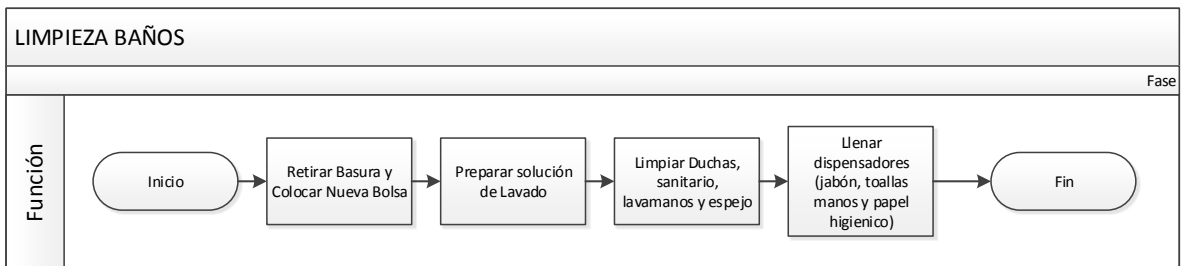 LIMPIEZA BAÑOS
Fase
Función
Inicio
Retirar Basura y
Colocar Nueva Bolsa
Preparar solución
de Lavado
Limpiar Duchas,
sanitario,
lavamanos y espejo
Llenar
dispensadores
(jabón, toallas
manos y papel
higienico)
Fin